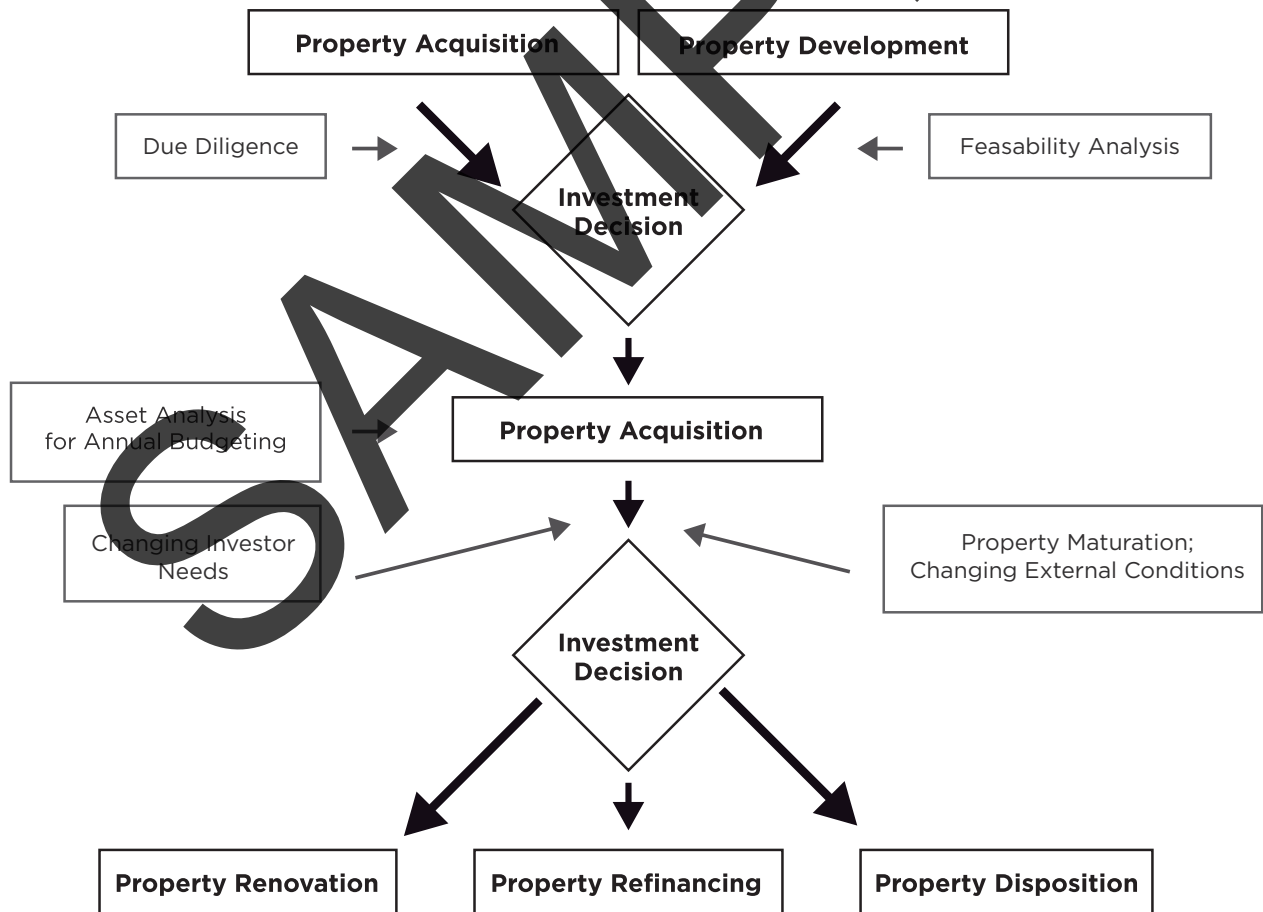 Property Acquisition
Property Development
Due Diligence
Feasability Analysis
Investment
Decision
Asset Analysis
for Annual Budgeting
Property Acquisition
Changing Investor
Needs
Property Maturation;
Changing External Conditions
Investment
Decision
Property Renovation
Property Refinancing
Property Disposition